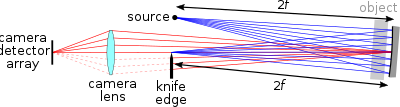 2f
object
source
camera
detector
array
camera
lens
knife
edge
2f